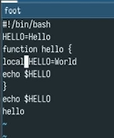 foot
#!/bin/bash
HELLO=Hello
function hello {
local HELLO=World
echo $HELLO
}
echo $HELLO
hello
~
~